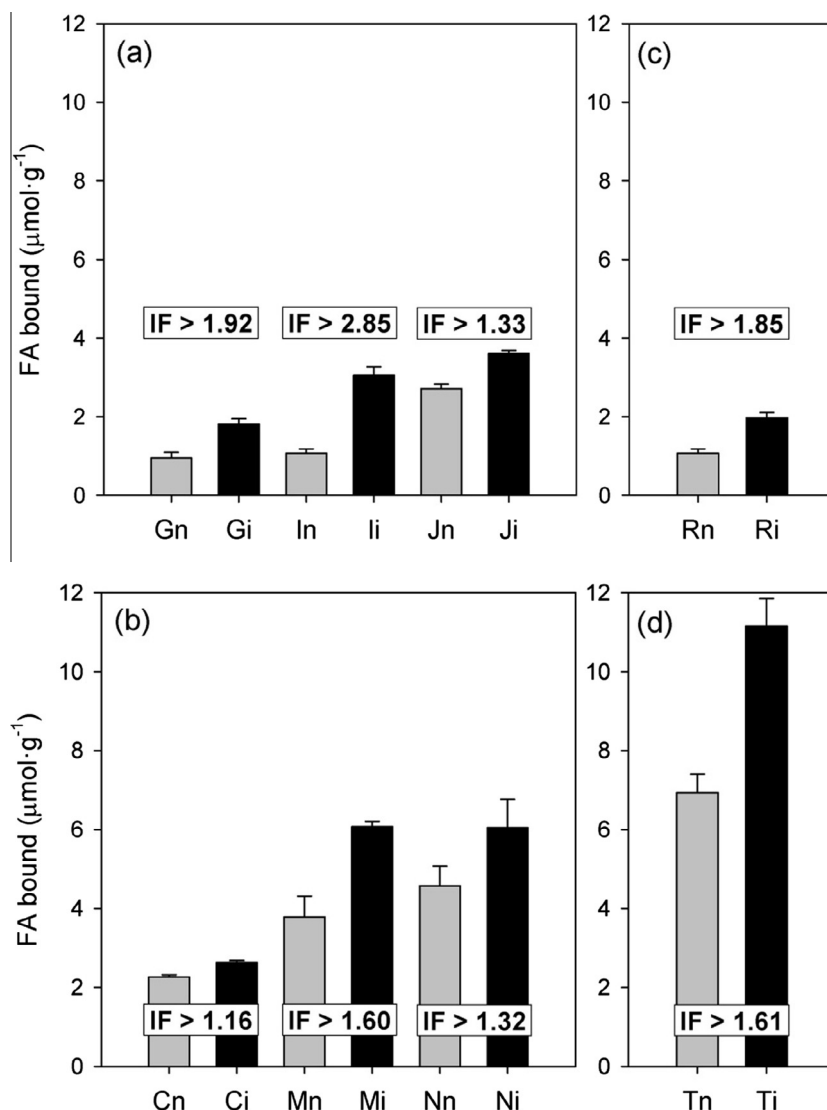 (a)
(c)
FA bound (μmol·g⁻¹)
12
10
8
6
4
2
0
IF > 1.92
IF > 2.85
IF > 1.33
Gn Gi In Ii Jn Ji
12
10
8
6
4
2
0
IF > 1.85
Rn Ri
(b)
(d)
FA bound (μmol·g⁻¹)
12
10
8
6
4
2
0
IF > 1.16
IF > 1.60
IF > 1.32
Cn Ci Mn Mi Nn Ni
12
10
8
6
4
2
0
IF > 1.61
Tn Ti